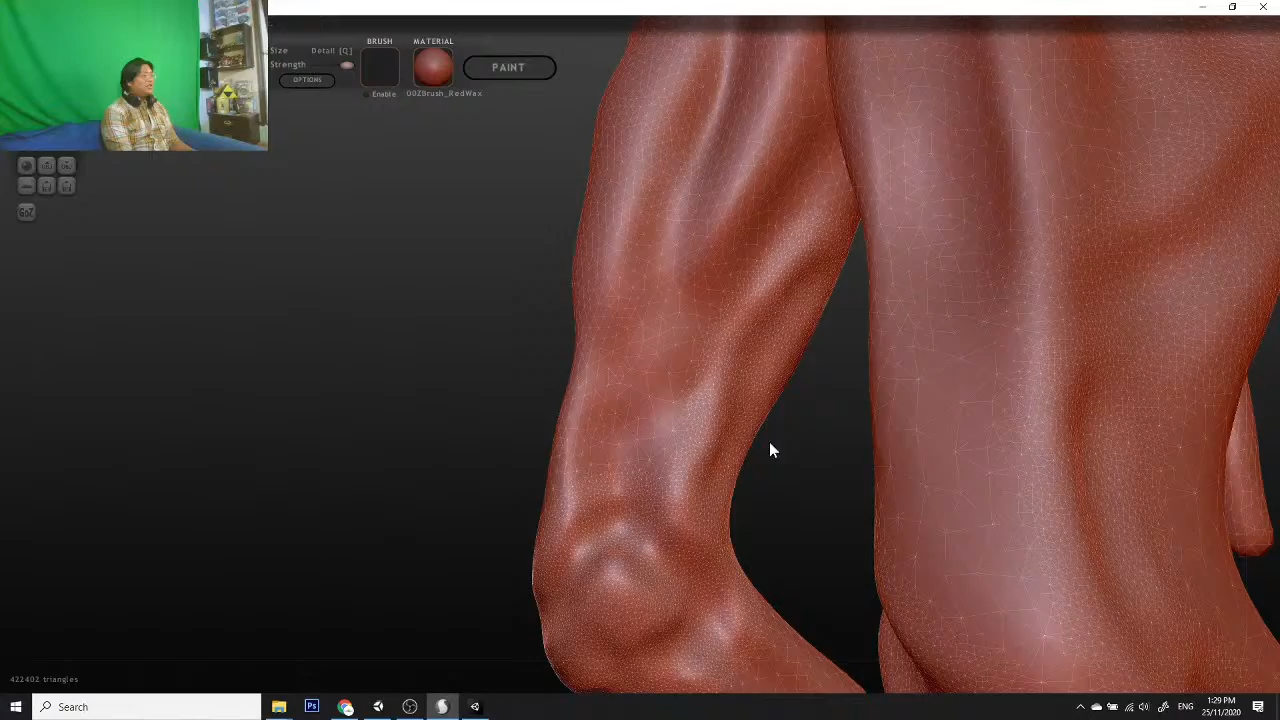 BRUSH MATERIAL
Size Detail [Q]
Strength
PAINT
OPTIONS
Enable 00ZBrush_RedWax
GoZ
422402 triangles
Search
Ps
ENG
1:29 PM
25/11/2020